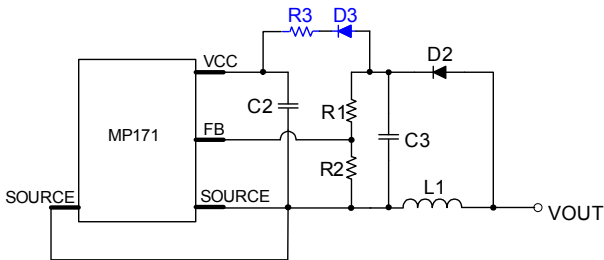 R3 D3
VCC
D2
C2
R1
MP171
FB
C3
R2
SOURCE
SOURCE
L1
VOUT